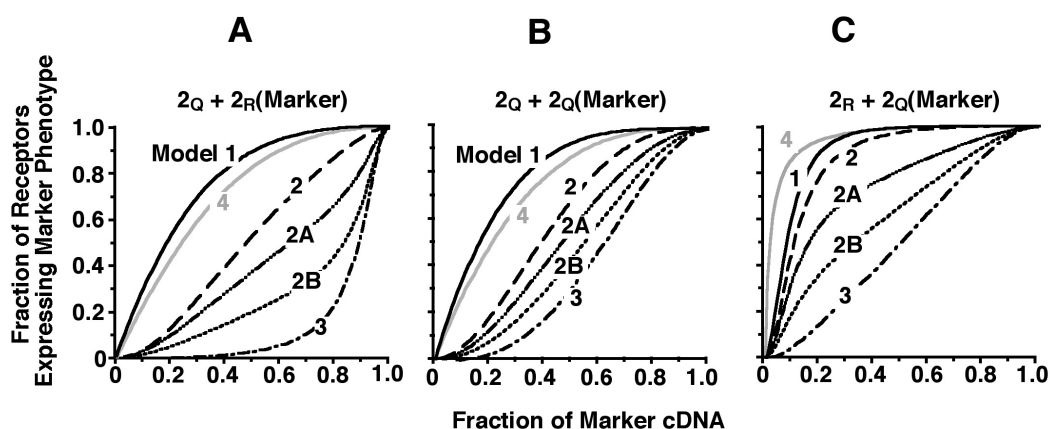 A
B
C
2Q + 2R(Marker)
2Q + 2Q(Marker)
2R + 2Q(Marker)
Fraction of Receptors
Expressing Marker Phenotype
1.0
0.8
0.6
0.4
0.2
0
Model 1
4
2
2A
2B
3
0 0.2 0.4 0.6 0.8 1.0
Model 1
4
2
2A
2B
3
0 0.2 0.4 0.6 0.8 1.0
4
1
2
2A
2B
3
0 0.2 0.4 0.6 0.8 1.0
Fraction of Marker cDNA